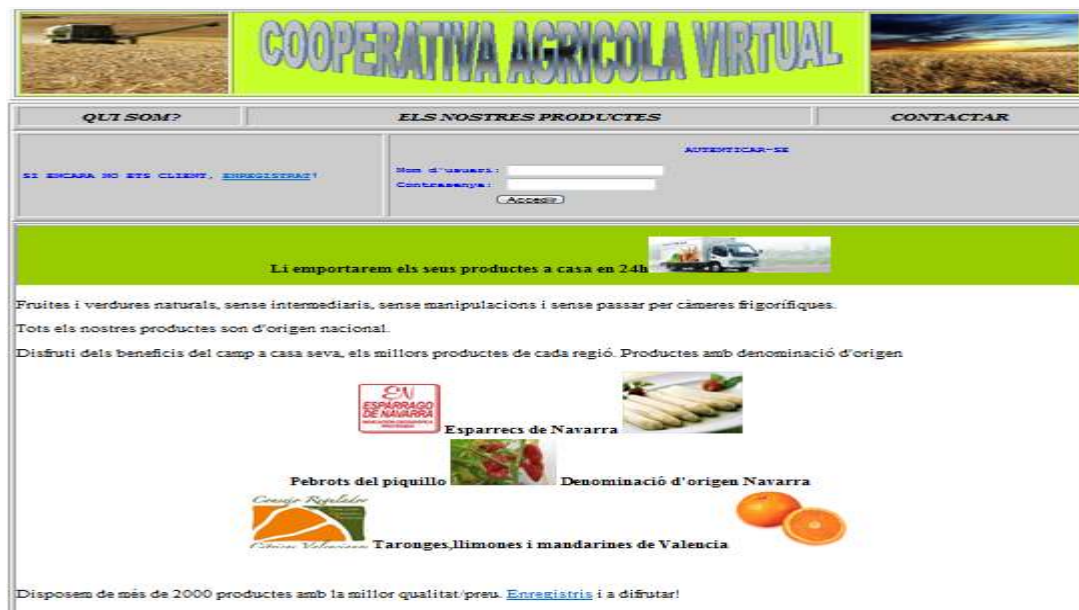 COOPERATIVA AGRICOLA VIRTUAL
QUI SOM?
ELS NOSTRES PRODUCTES
CONTACTAR
SI ENCARA NO ETS CLIENT, ENREGISTRAT!
AUTENTICAR-SE
Nom d'usuari:
Contrasenya:
Accedir
Li emportarem els seus productes a casa en 24h
Fruites i verdures naturals, sense intermediaris, sense manipulacions i sense passar per càmeres frigorífiques.
Tots els nostres productes son d'origen nacional.
Disfruti dels beneficis del camp a casa seva, els millors productes de cada regió. Productes amb denominació d'origen
EN
ESPÁRRAGO
DE NAVARRA
Esparrecs de Navarra
Pebrots del piquillo
Denominació d'origen Navarra
Consejo Regulador
Cítricos Valencianos
Taronges,llimones i mandarines de Valencia
Disposem de més de 2000 productes amb la millor qualitat/preu. Enregistris i a difrutar!